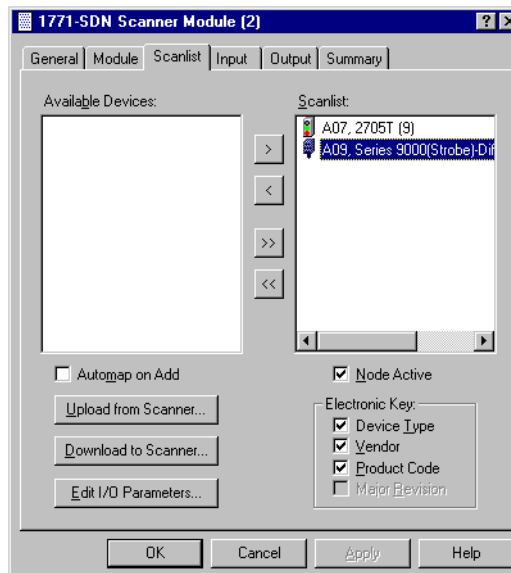 1771-SDN Scanner Module (2)
General Module Scanlist Input Output Summary
Available Devices:
Scanlist:
A07, 2705T (9)
A09, Series 9000(Strobe)-Dif
>
<
>>
<<
Automap on Add
Node Active
Upload from Scanner...
Download to Scanner...
Edit I/O Parameters...
Electronic Key:
Device Type
Vendor
Product Code
Major Revision
OK Cancel Apply Help